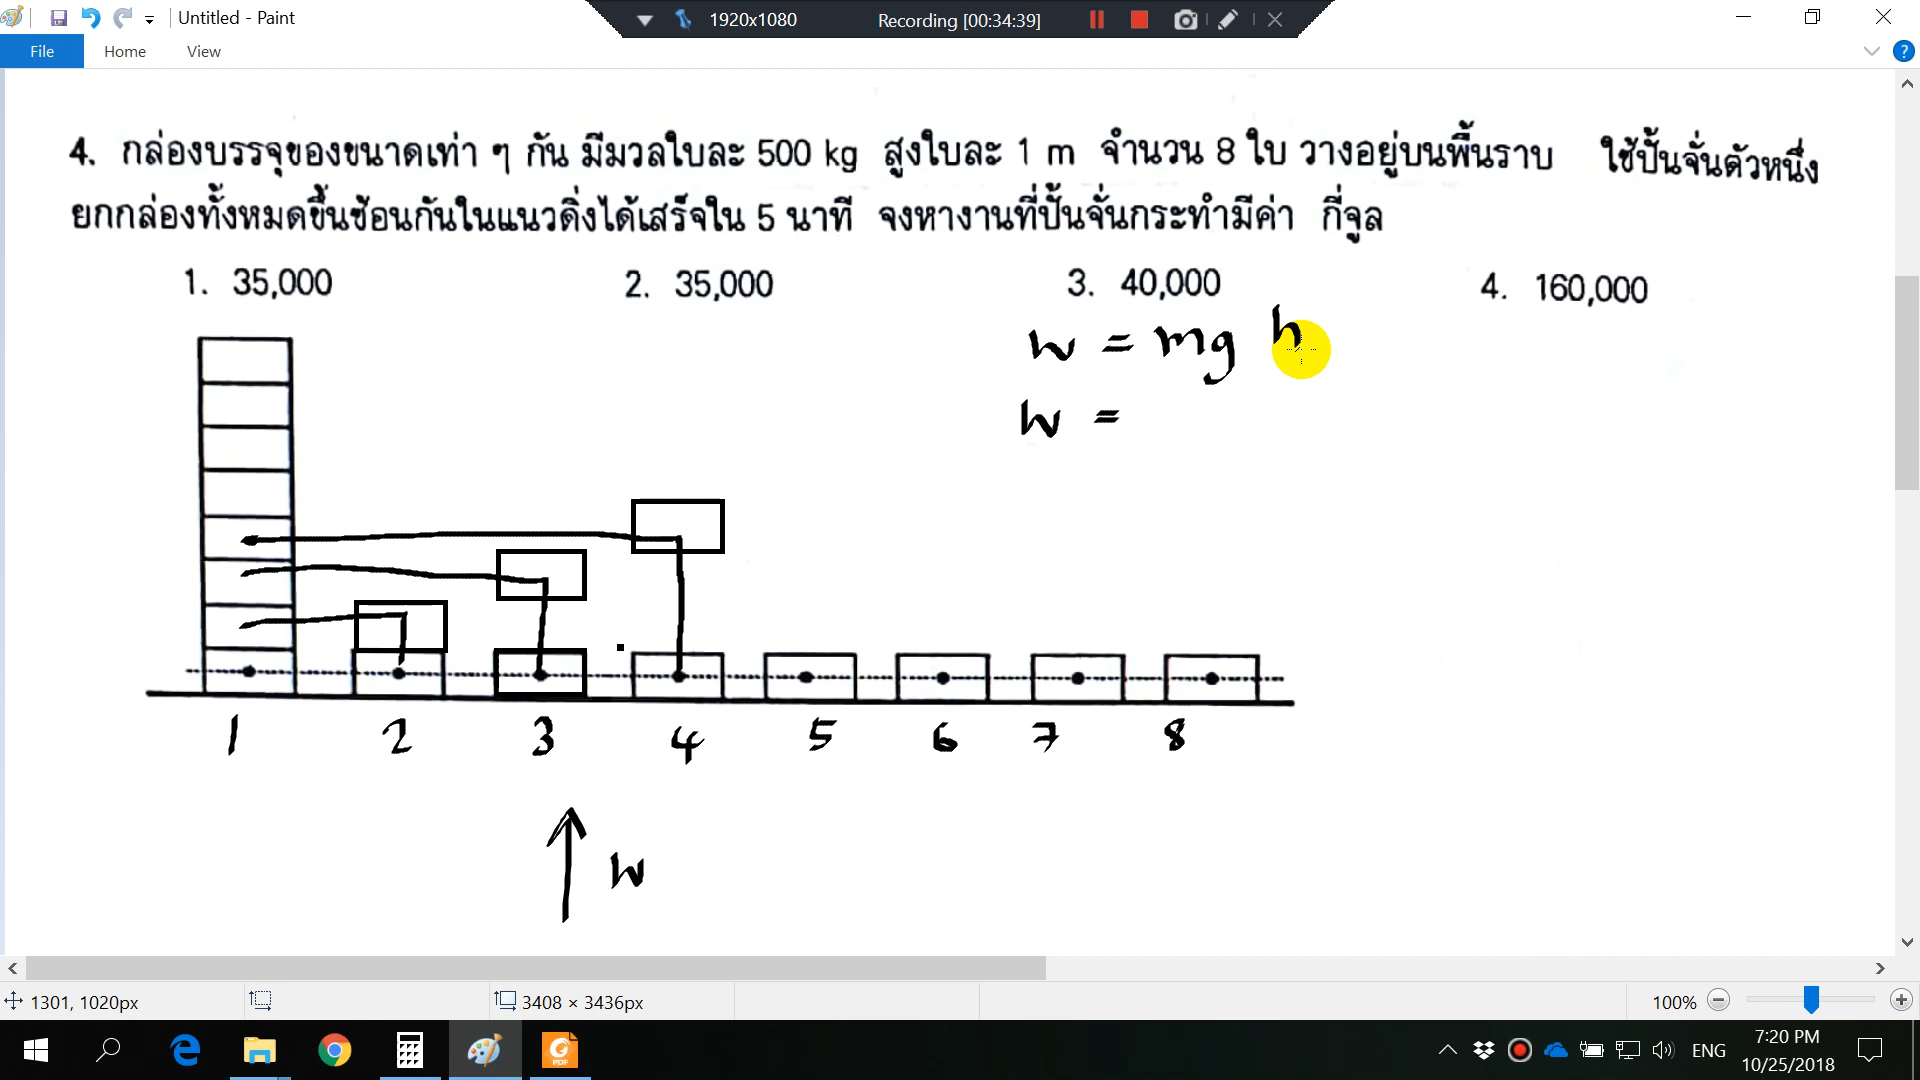 Untitled - Paint
1920x1080
Recording [00:34:39]
File
Home
View
4. กล่องบรรจุของขนาดเท่า ๆ กัน มีมวลใบละ 500 kg สูงใบละ 1 m จำนวน 8 ใบ วางอยู่บนพื้นราบ ใช้ปั้นจั่นตัวหนึ่ง
ยกกล่องทั้งหมดขึ้นซ้อนกันในแนวดิ่งได้เสร็จใน 5 นาที จงหางานที่ปั้นจั่นกระทำมีค่า กี่จูล
1. 35,000
2. 35,000
3. 40,000
4. 160,000
W = mg h
W =
1 2 3 4 5 6 7 8
W
1301, 1020px
3408 × 3436px
100%
PDF
ENG
7:20 PM
10/25/2018